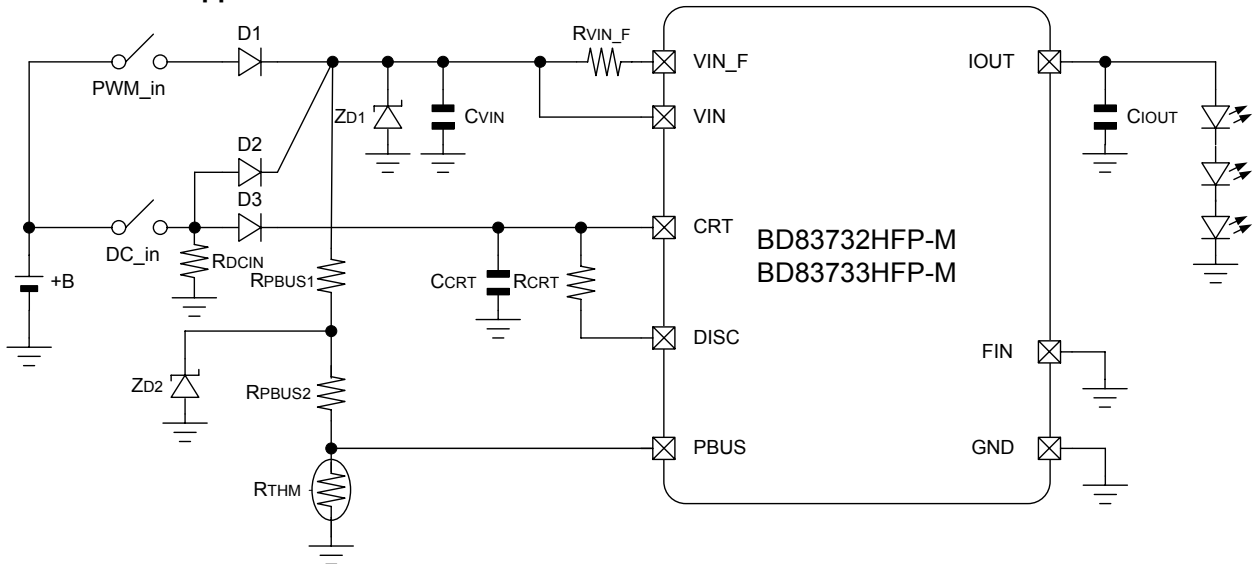 D1
PWM_in
RVIN_F
VIN_F
IOUT
ZD1
CVIN
VIN
CIOUT
D2
D3
DC_in
CRT
BD83732HFP-M
BD83733HFP-M
+B
RDCIN
RPBUS1
CCRT
RCRT
DISC
FIN
ZD2
RPBUS2
PBUS
GND
RTHM